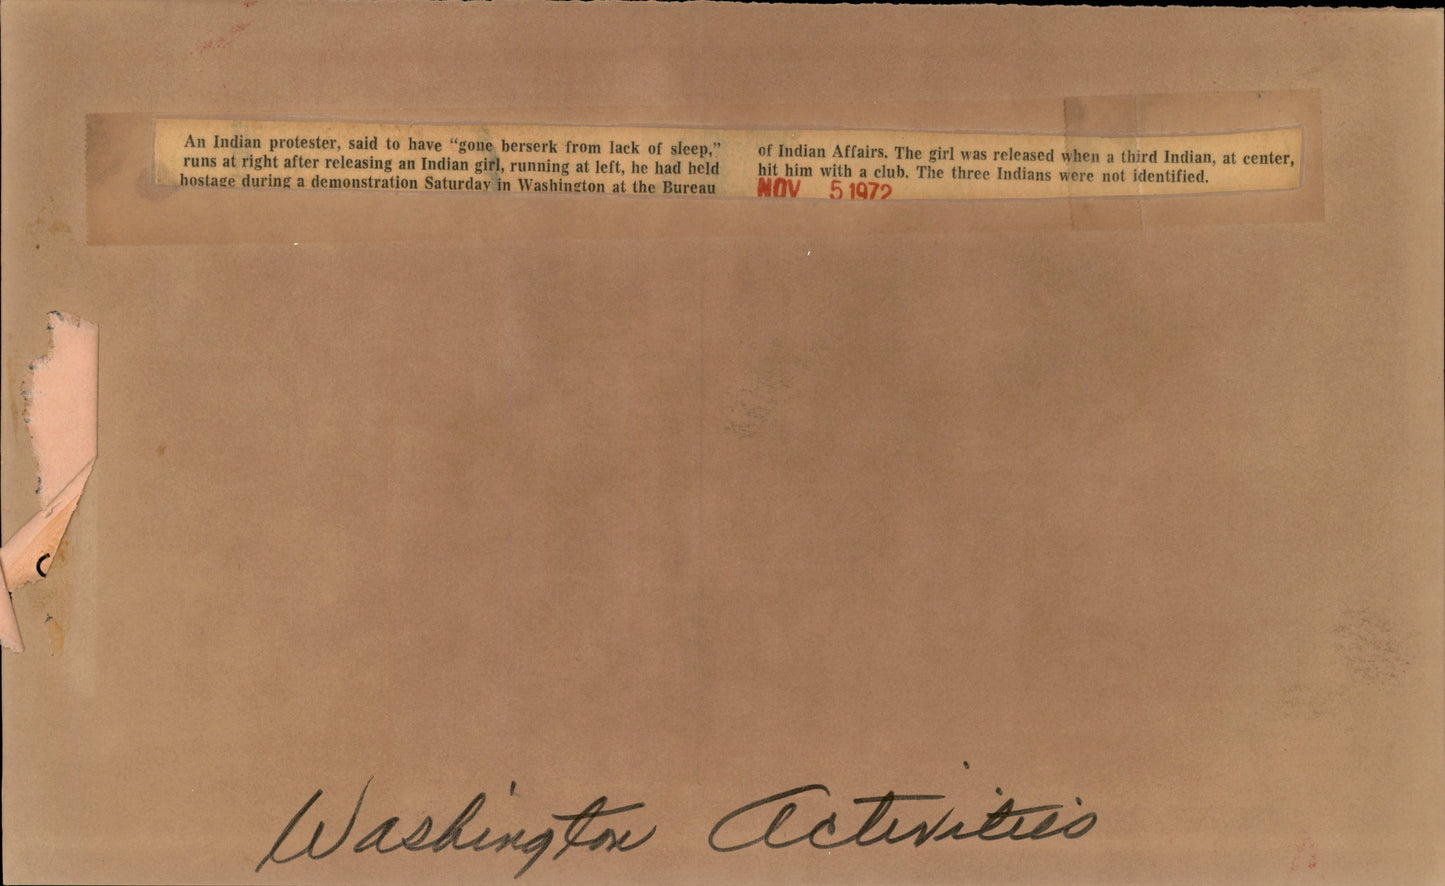 An Indian protester, said to have “gone berserk from lack of sleep,”
runs at right after releasing an Indian girl, running at left, he had held
hostage during a demonstration Saturday in Washington at the Bureau
of Indian Affairs. The girl was released when a third Indian, at center,
hit him with a club. The three Indians were not identified.
NOV 5 1972
Washington Activities